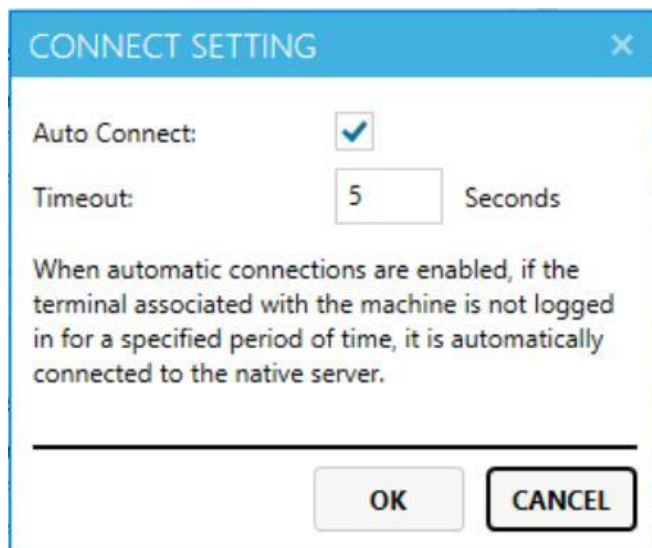 CONNECT SETTING
Auto Connect:
Timeout: 5 Seconds
When automatic connections are enabled, if the
terminal associated with the machine is not logged
in for a specified period of time, it is automatically
connected to the native server.
OK CANCEL